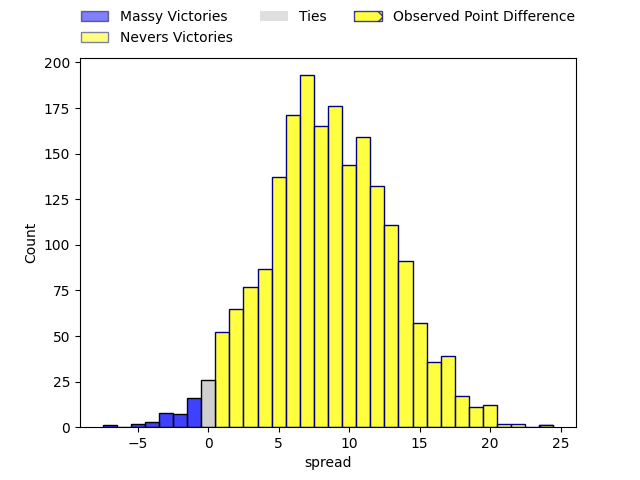 Massy Victories
Nevers Victories
Ties
Observed Point Difference
200
175
150
125
100
75
50
25
0
Count
−5 0 5 10 15 20 25
spread